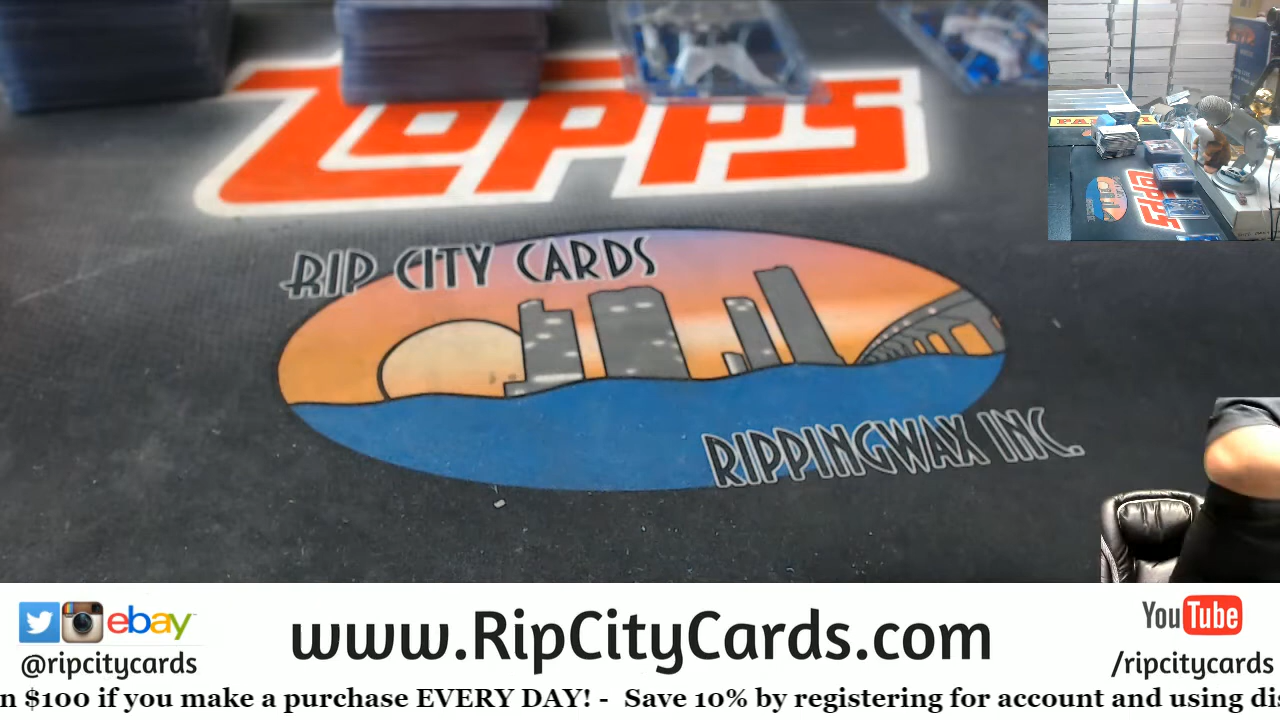 Topps
RIP CITY CARDS
RIPPINGWAX INC.
ebay
@ripcitycards
www.RipCityCards.com
YouTube
/ripcitycards
$100 if you make a purchase EVERY DAY! - Save 10% by registering for account and using